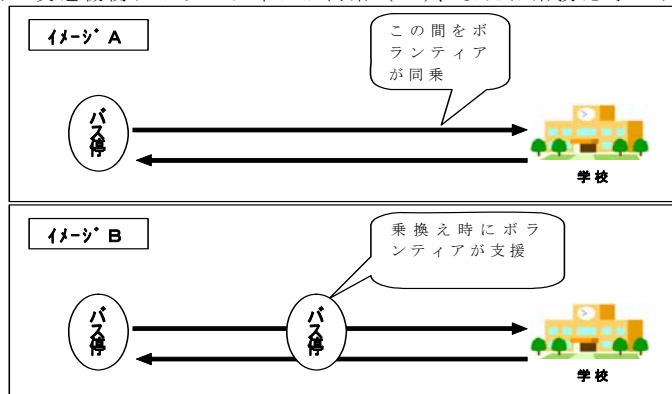 イメージ A
この間をボ
ランティア
が同乗
バス停
学校
イメージ B
乗換え時にボラ
ンティアが支援
バス停
バス停
学校